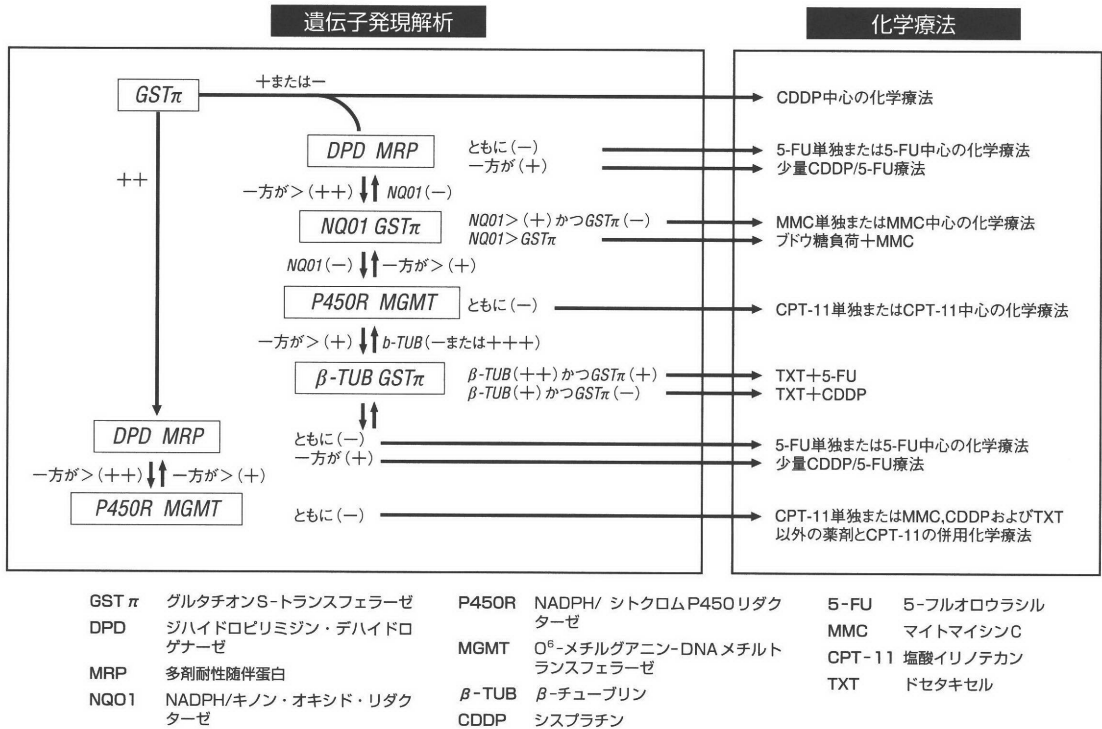 遺伝子発現解析
化学療法
GSTπ
+または−
CDDP中心の化学療法
DPD MRP
ともに(−)
一方が(+)
5-FU単独または5-FU中心の化学療法
少量CDDP/5-FU療法
++
一方が>(++)
NQ01(−)
NQ01 GSTπ
NQ01>(+)かつGSTπ(−)
NQ01>GSTπ
MMC単独またはMMC中心の化学療法
ブドウ糖負荷+MMC
NQ01(−)
一方が>(+)
P450R MGMT
ともに(−)
CPT-11単独またはCPT-11中心の化学療法
一方が>(+)
b-TUB(−または+++)
β-TUB GSTπ
β-TUB(++)かつGSTπ(+)
β-TUB(+)かつGSTπ(−)
TXT+5-FU
TXT+CDDP
DPD MRP
ともに(−)
一方が(+)
5-FU単独または5-FU中心の化学療法
少量CDDP/5-FU療法
一方が>(++)
一方が>(+)
P450R MGMT
ともに(−)
CPT-11単独またはMMC,CDDPおよびTXT
以外の薬剤とCPT-11の併用化学療法
GSTπ グルタチオンS-トランスフェラーゼ
DPD ジハイドロピリミジン・デハイドロ
ゲナーゼ
MRP 多剤耐性随伴蛋白
NQO1 NADPH/キノン・オキシド・リダク
ターゼ
P450R NADPH/ シトクロムP450リダク
ターゼ
MGMT O⁶-メチルグアニン-DNAメチルト
ランスフェラーゼ
β-TUB β-チューブリン
CDDP シスプラチン
5-FU 5-フルオロウラシル
MMC マイトマイシンC
CPT-11 塩酸イリノテカン
TXT ドセタキセル